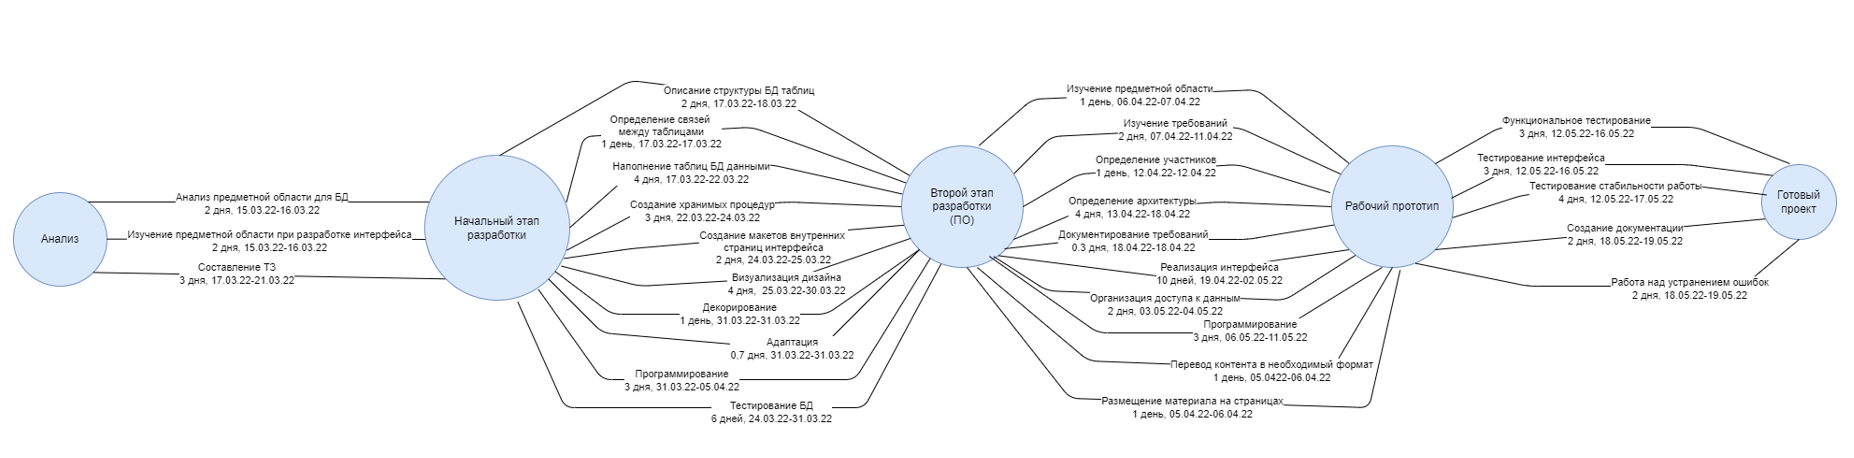 Анализ
Анализ предметной области для БД
2 дня, 15.03.22-16.03.22
Изучение предметной области при разработке интерфейса
2 дня, 15.03.22-16.03.22
Составление ТЗ
3 дня, 17.03.22-21.03.22
Начальный этап
разработки
Описание структуры БД таблиц
2 дня, 17.03.22-18.03.22
Определение связей
между таблицами
1 день, 17.03.22-17.03.22
Наполнение таблиц БД данными
4 дня, 17.03.22-22.03.22
Создание хранимых процедур
3 дня, 22.03.22-24.03.22
Создание макетов внутренних
страниц интерфейса
2 дня, 24.03.22-25.03.22
Визуализация дизайна
4 дня, 25.03.22-30.03.22
Декорирование
1 день, 31.03.22-31.03.22
Адаптация
0,7 дня, 31.03.22-31.03.22
Программирование
3 дня, 31.03.22-05.04.22
Тестирование БД
6 дней, 24.03.22-31.03.22
Второй этап
разработки
(ПО)
Изучение предметной области
1 день, 06.04.22-07.04.22
Изучение требований
2 дня, 07.04.22-11.04.22
Определение участников
1 день, 12.04.22-12.04.22
Определение архитектуры
4 дня, 13.04.22-18.04.22
Документирование требований
0.3 дня, 18.04.22-18.04.22
Реализация интерфейса
10 дней, 19.04.22-02.05.22
Организация доступа к данным
2 дня, 03.05.22-04.05.22
Программирование
3 дня, 06.05.22-11.05.22
Перевод контента в необходимый формат
1 день, 05.0422-06.04.22
Размещение материала на страницах
1 день, 05.04.22-06.04.22
Рабочий прототип
Функциональное тестирование
3 дня, 12.05.22-16.05.22
Тестирование интерфейса
3 дня, 12.05.22-16.05.22
Тестирование стабильности работы
4 дня, 12.05.22-17.05.22
Создание документации
2 дня, 18.05.22-19.05.22
Работа над устранением ошибок
2 дня, 18.05.22-19.05.22
Готовый
проект